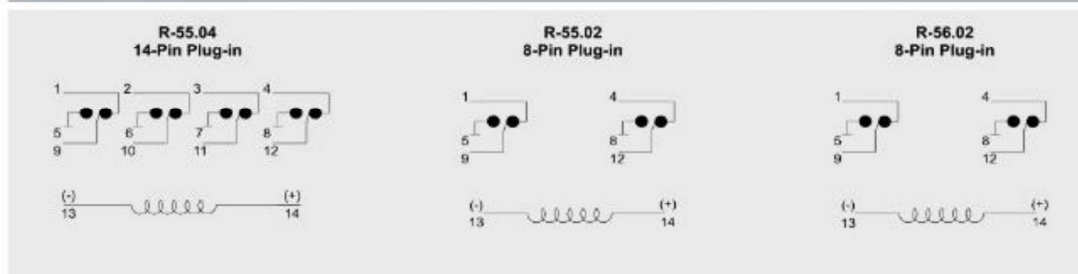 R-55.04
14-Pin Plug-in
1 2 3 4
5 6 7 8
9 10 11 12
(-) (+)
13 14
R-55.02
8-Pin Plug-in
1 4
5 8
9 12
(-) (+)
13 14
R-56.02
8-Pin Plug-in
1 4
5 8
9 12
(-) (+)
13 14